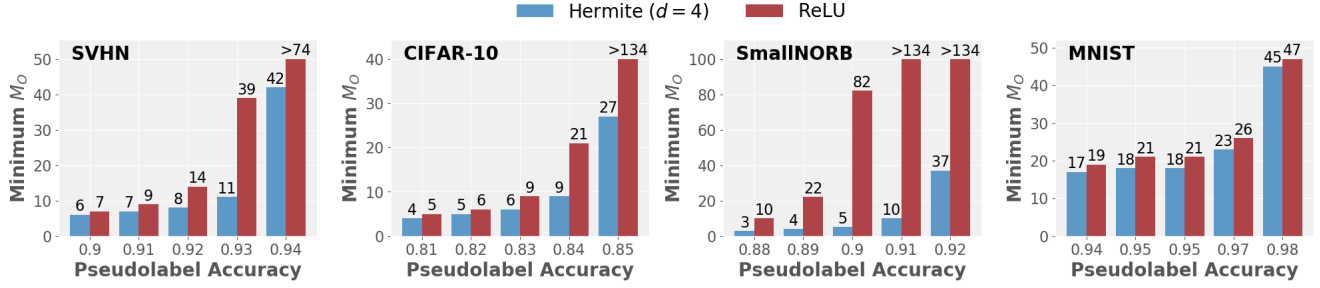 Hermite (d = 4) ReLU
SVHN
Minimum M_O
50
40
30
20
10
0
6 7 7 9 8 14 11 39 42 >74
0.9 0.91 0.92 0.93 0.94
Pseudolabel Accuracy
CIFAR-10
Minimum M_O
40
30
20
10
0
4 5 5 6 6 9 9 21 27 >134
0.81 0.82 0.83 0.84 0.85
Pseudolabel Accuracy
SmallNORB
Minimum M_O
100
80
60
40
20
0
3 10 4 22 5 82 10 >134 37 >134
0.88 0.89 0.9 0.91 0.92
Pseudolabel Accuracy
MNIST
Minimum M_O
50
40
30
20
10
0
17 19 18 21 18 21 23 26 45 47
0.94 0.95 0.95 0.97 0.98
Pseudolabel Accuracy